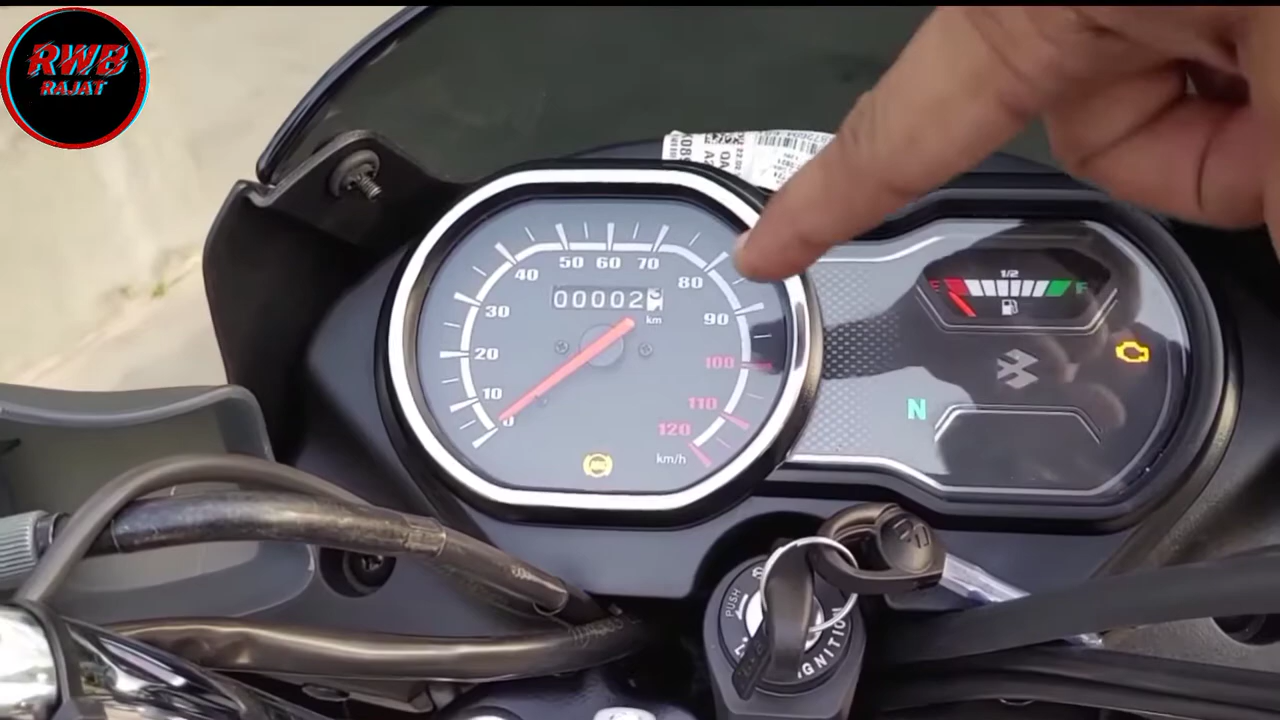 RWB
RAJAT
50 60 70
40
80
30
00002
km
90
20
100
10
110
0
120
km/h
E
1/2
F
N
PUSH
IGNITION